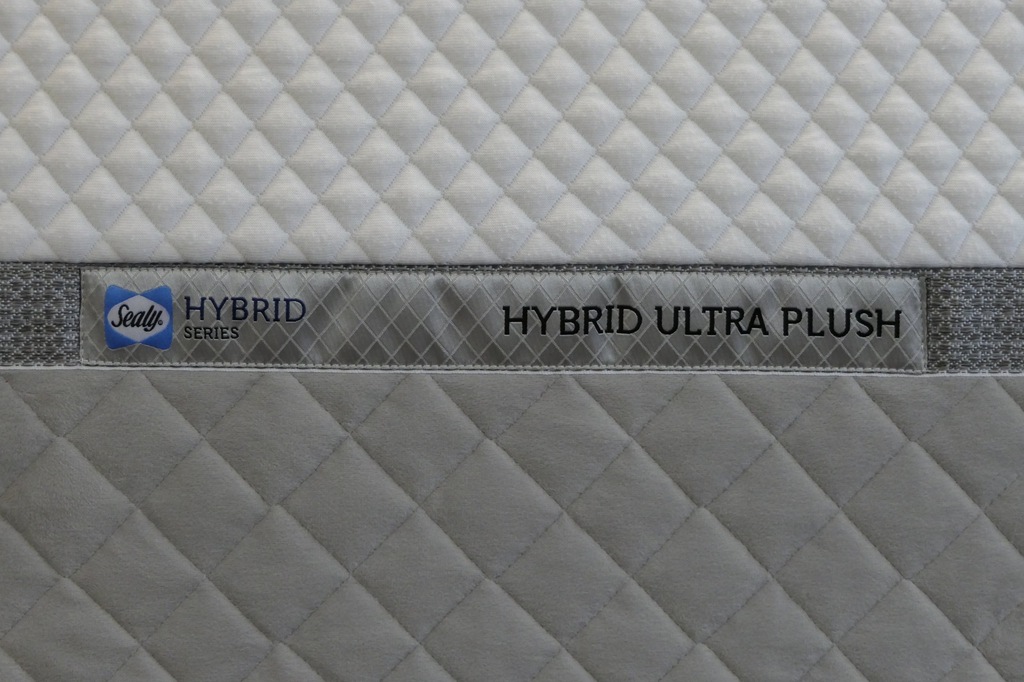 Sealy
HYBRID
SERIES
HYBRID ULTRA PLUSH